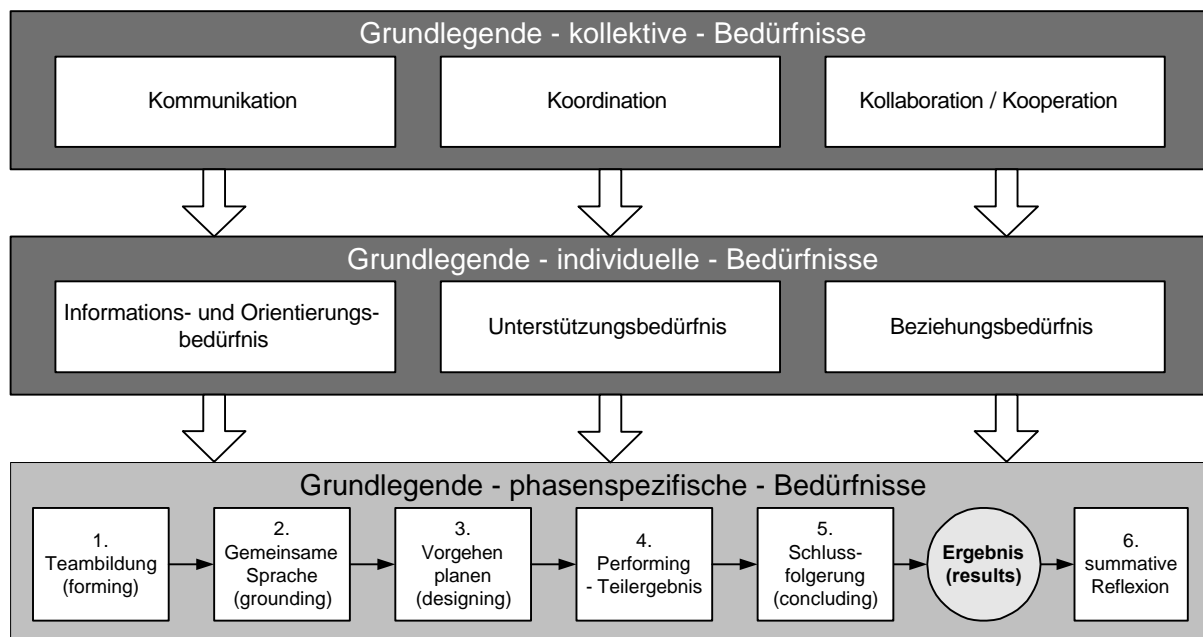 Grundlegende - kollektive - Bedürfnisse
Kommunikation
Koordination
Kollaboration / Kooperation
Grundlegende - individuelle - Bedürfnisse
Informations- und Orientierungs-
bedürfnis
Unterstützungsbedürfnis
Beziehungsbedürfnis
Grundlegende - phasenspezifische - Bedürfnisse
1.
Teambildung
(forming)
2.
Gemeinsame
Sprache
(grounding)
3.
Vorgehen
planen
(designing)
4.
Performing
- Teilergebnis
5.
Schluss-
folgerung
(concluding)
Ergebnis
(results)
6.
summative
Reflexion